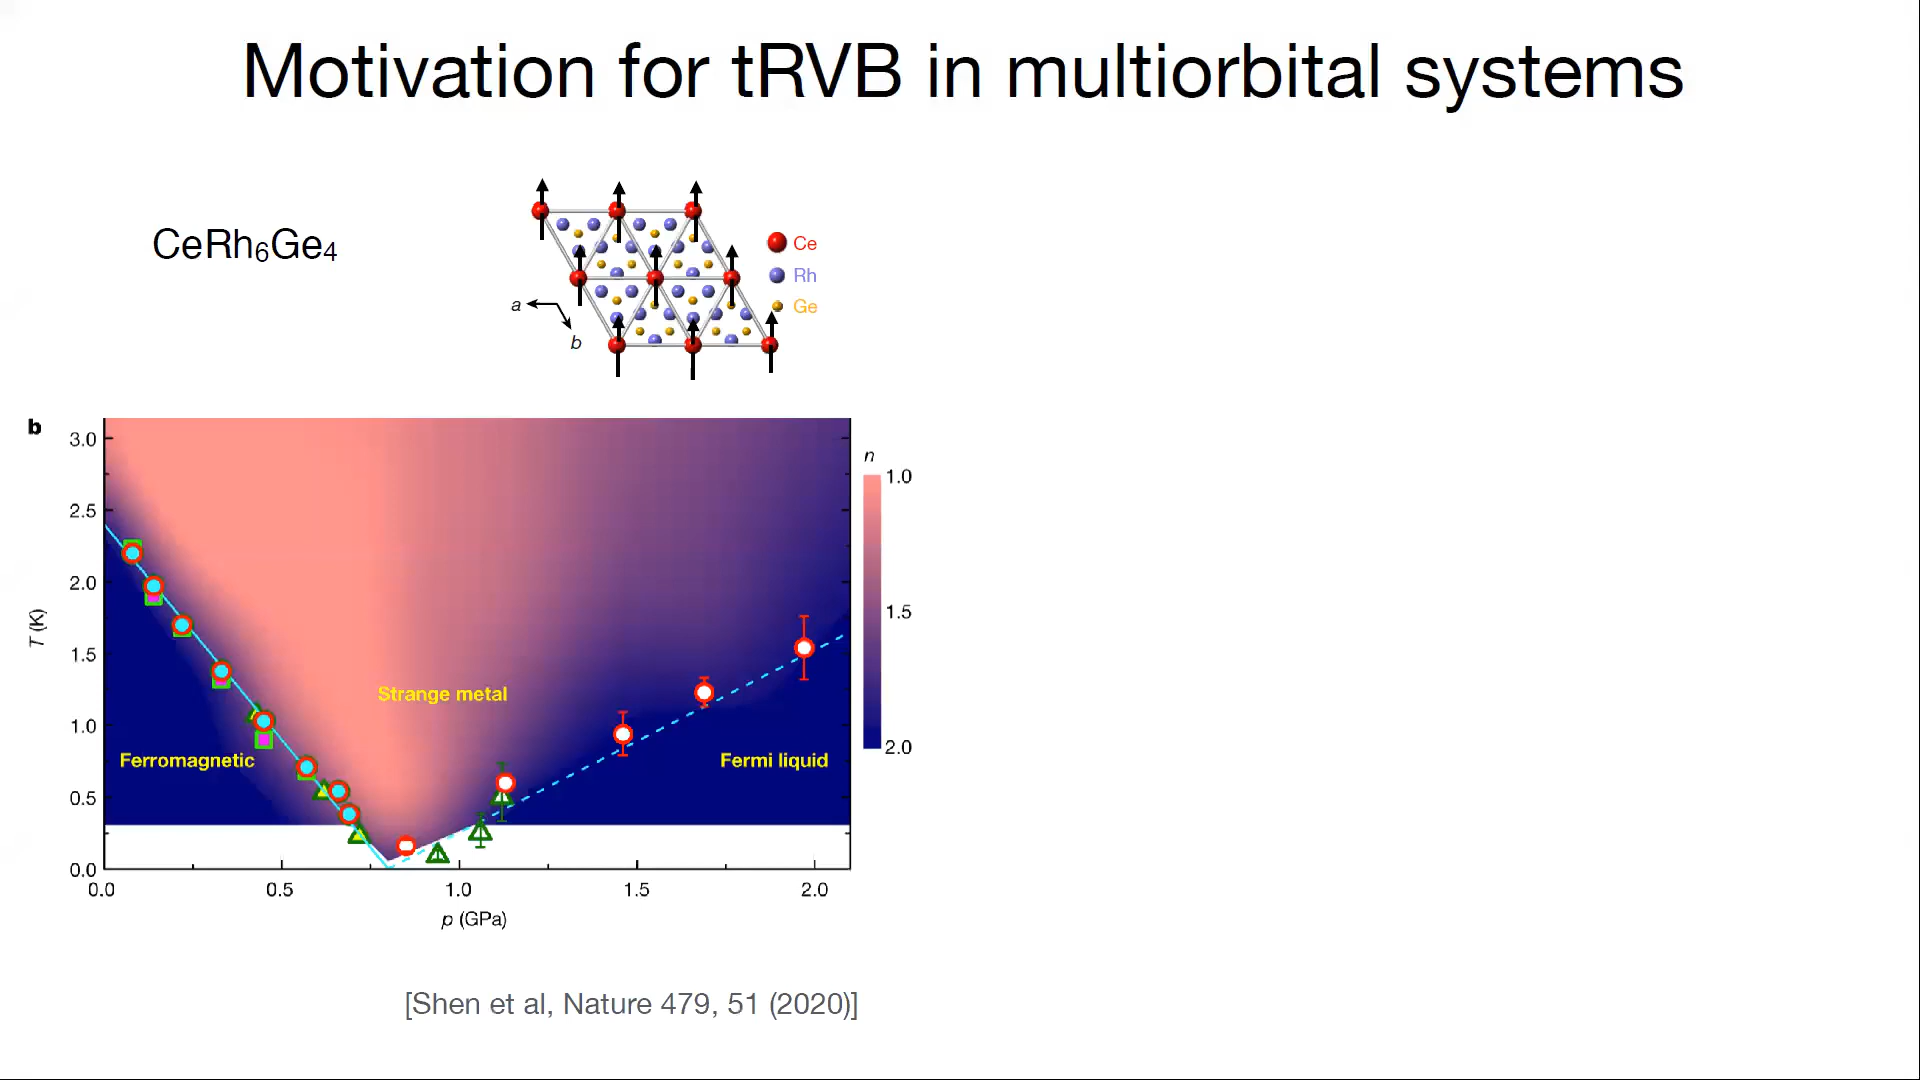 Motivation for tRVB in multiorbital systems
CeRh₆Ge₄
Ce
Rh
Ge
a
b
b
n
3.0
2.5
2.0
1.5
1.0
0.5
0.0
T (K)
Strange metal
Ferromagnetic
Fermi liquid
1.0
1.5
2.0
0.0 0.5 1.0 1.5 2.0
p (GPa)
[Shen et al, Nature 479, 51 (2020)]